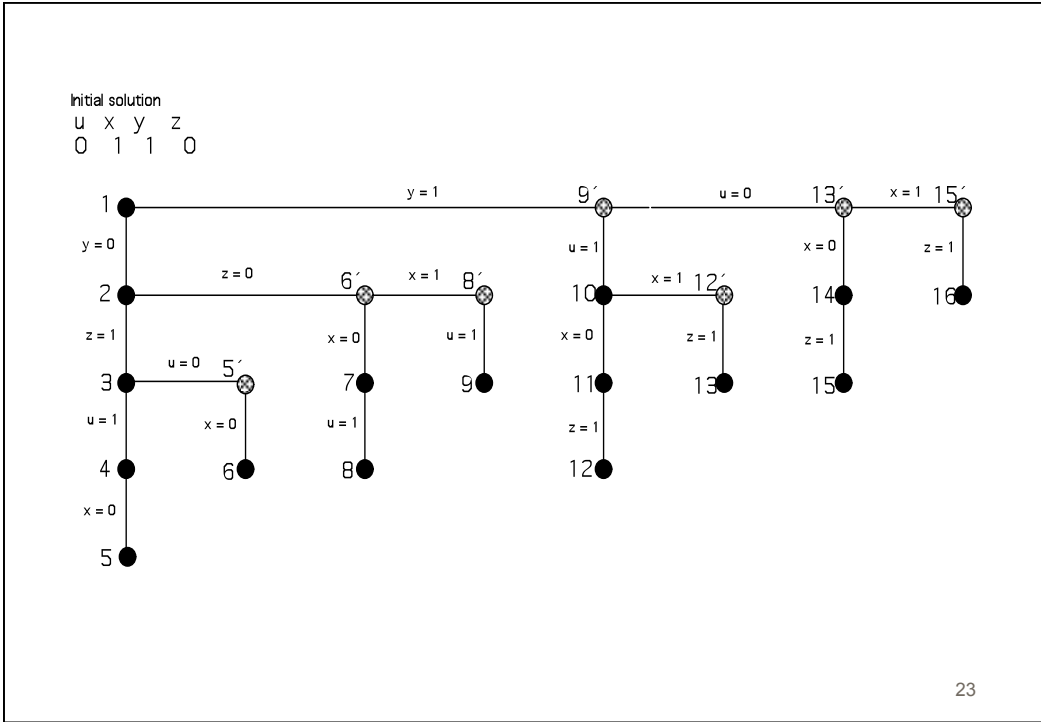 Initial solution
u x y z
0 1 1 0
1 y = 1 9´ u = 0 13´ x = 1 15´
y = 0 u = 1 x = 0 z = 1
2 z = 0 6´ x = 1 8´ 10 x = 1 12´ 14 16
z = 1 x = 0 u = 1 x = 0 z = 1 z = 1
3 u = 0 5´ 7 9 11 13 15
u = 1 x = 0 u = 1 z = 1
4 6 8 12
x = 0
5
23